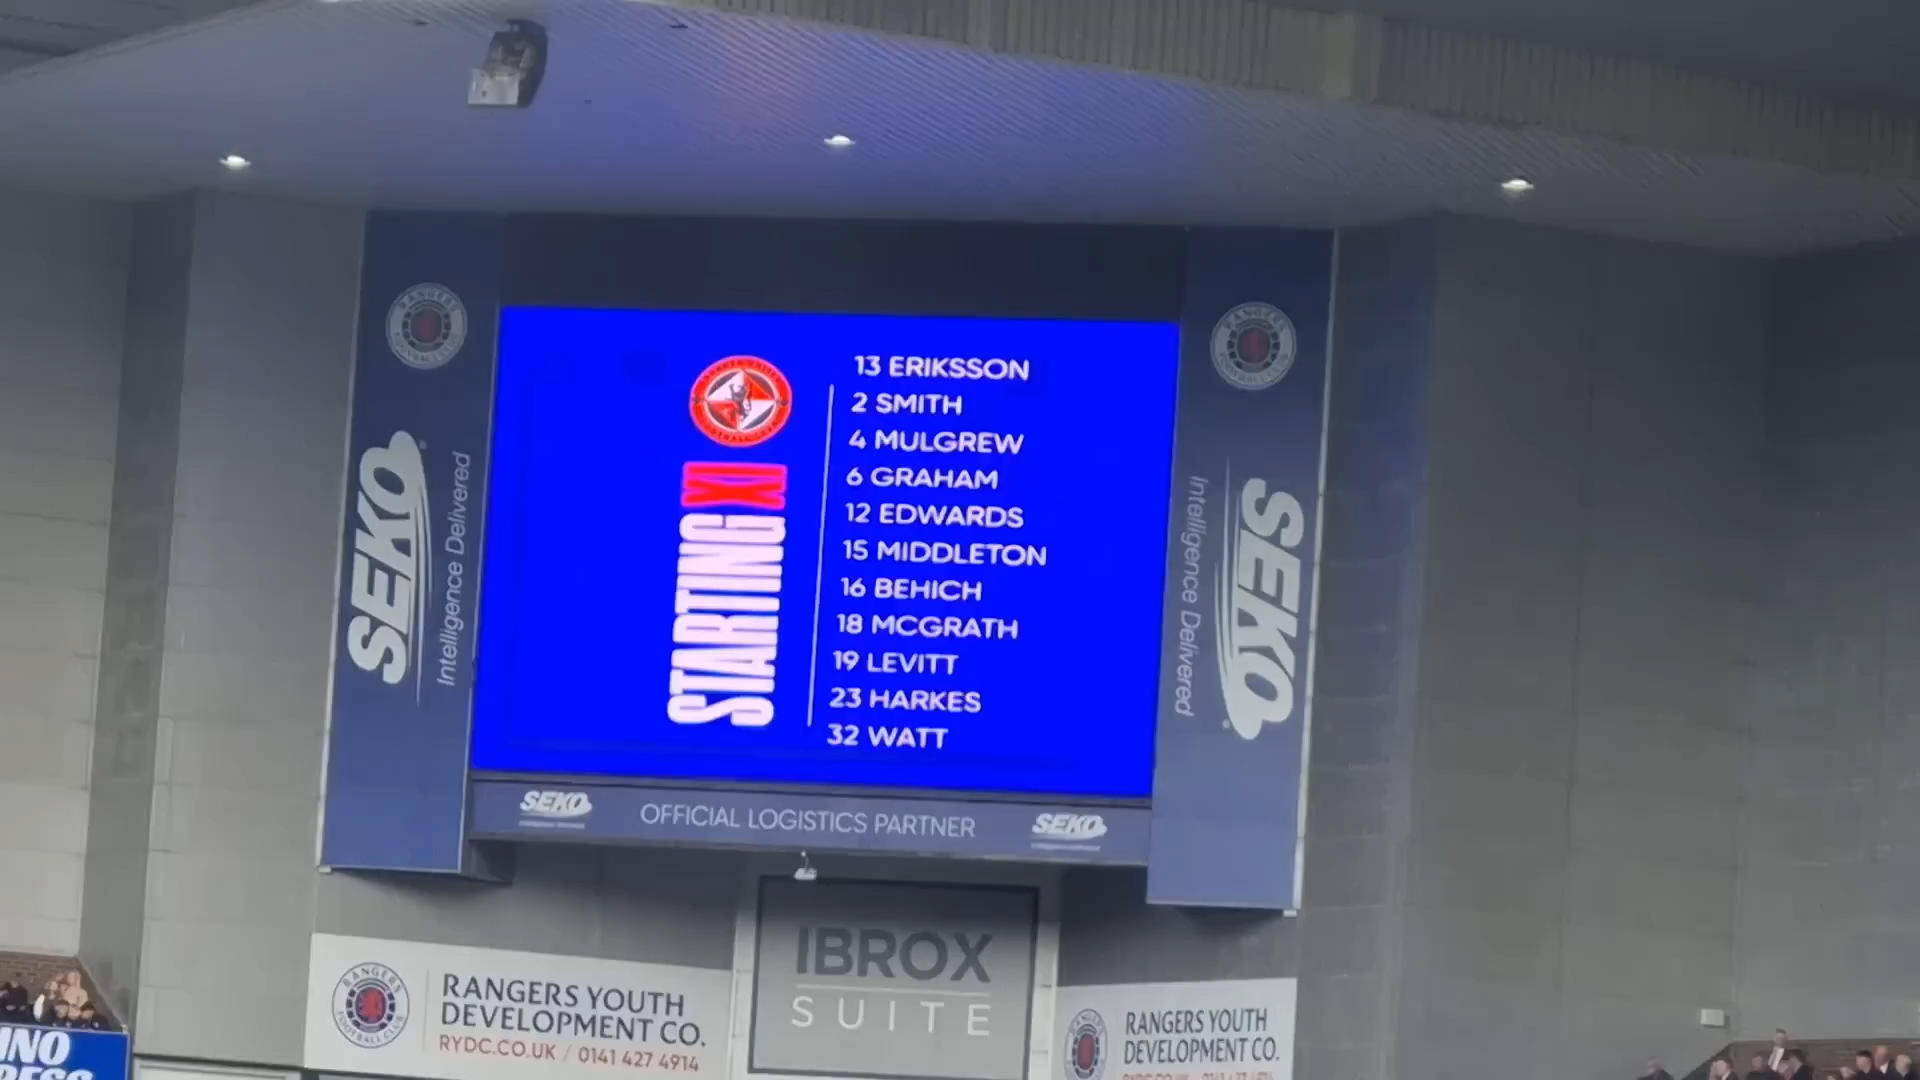 13 ERIKSSON
2 SMITH
4 MULGREW
6 GRAHAM
12 EDWARDS
15 MIDDLETON
16 BEHICH
18 MCGRATH
19 LEVITT
23 HARKES
32 WATT
STARTING XI
SEKO
Intelligence Delivered
SEKO
Intelligence Delivered
SEKO
OFFICIAL LOGISTICS PARTNER
SEKO
IBROX
SUITE
RANGERS YOUTH
DEVELOPMENT CO.
RYDC.CO.UK / 0141 427 4914
RANGERS YOUTH
DEVELOPMENT CO.